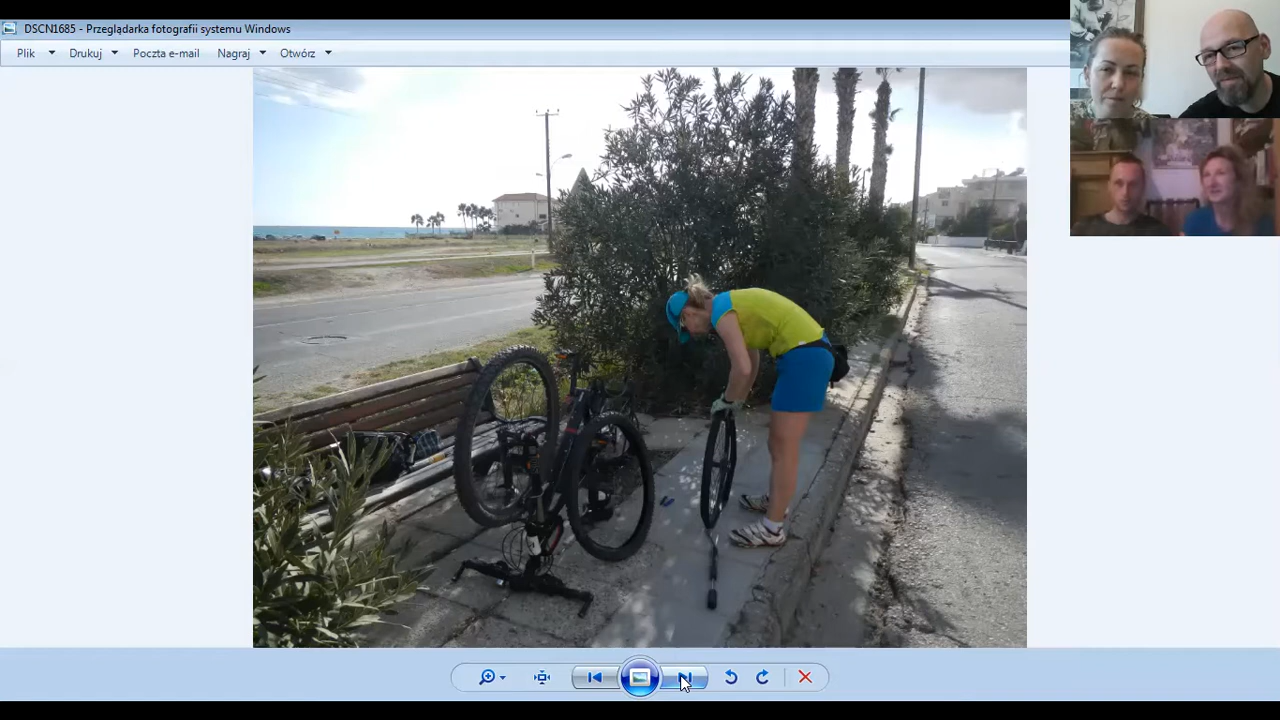 DSCN1685 - Przeglądarka fotografii systemu Windows
Plik Drukuj Poczta e-mail Nagraj Otwórz